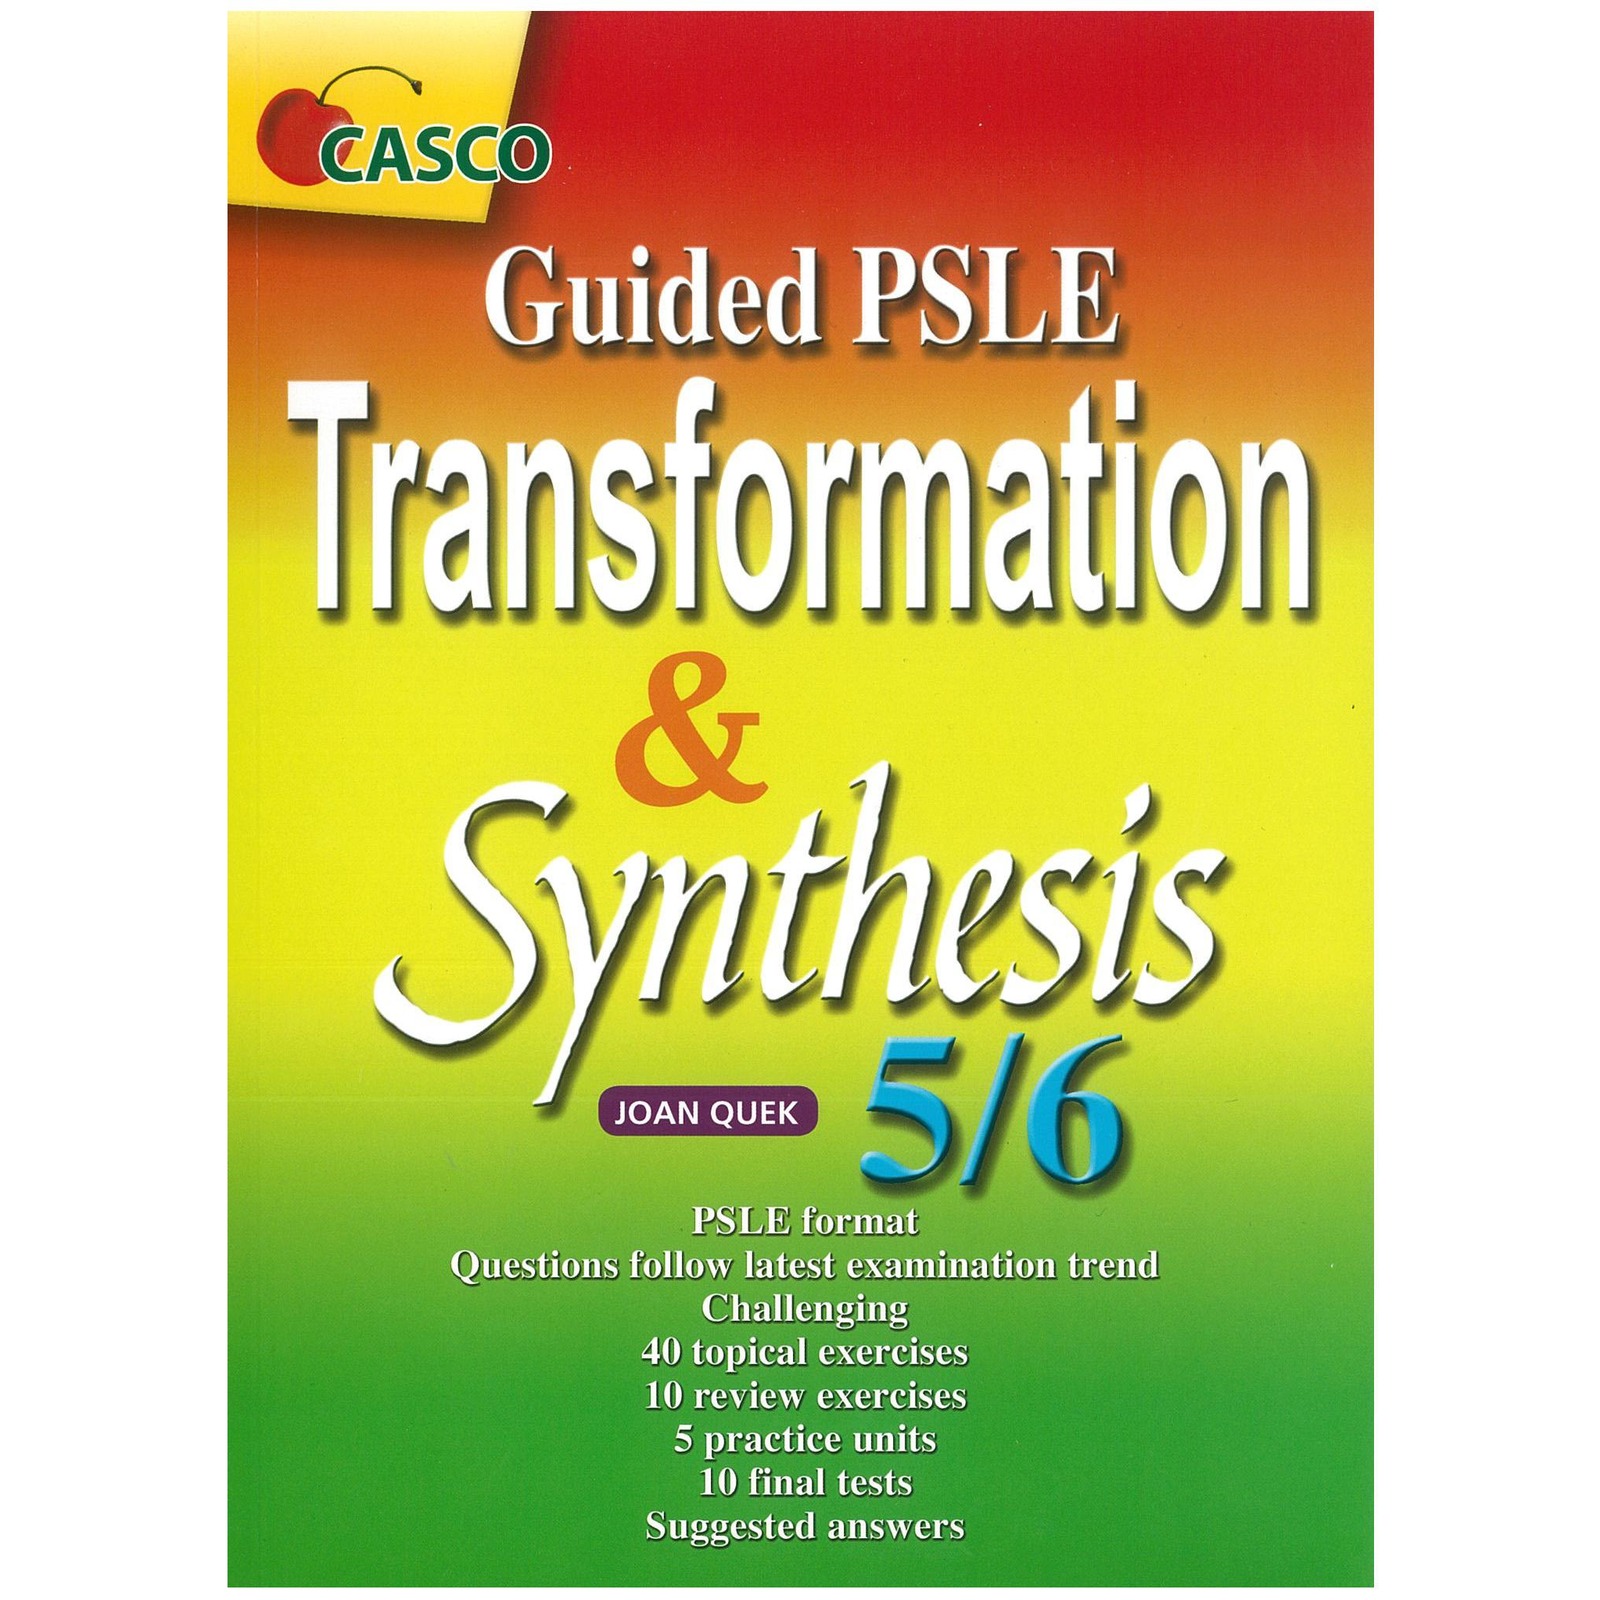 CASCO
Guided PSLE
Transformation
&
Synthesis
5/6
JOAN QUEK
PSLE format
Questions follow latest examination trend
Challenging
40 topical exercises
10 review exercises
5 practice units
10 final tests
Suggested answers